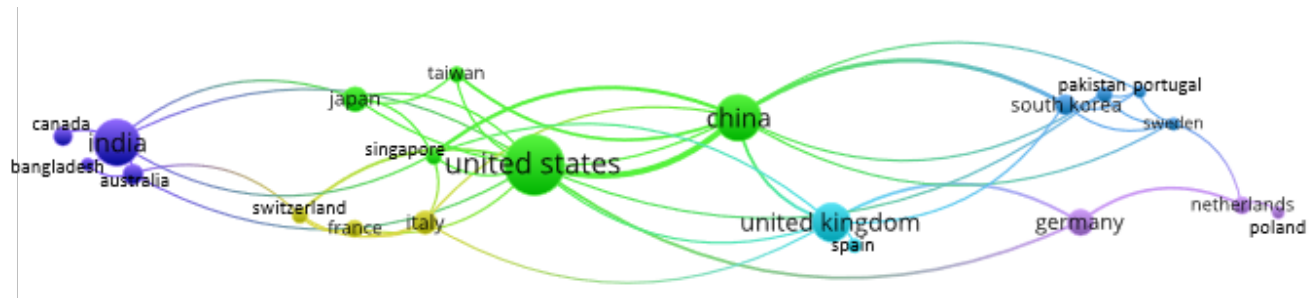 canada
india
bangladesh
australia
japan
taiwan
singapore
united states
switzerland
france
italy
china
united kingdom
spain
pakistan
portugal
south korea
sweden
germany
netherlands
poland